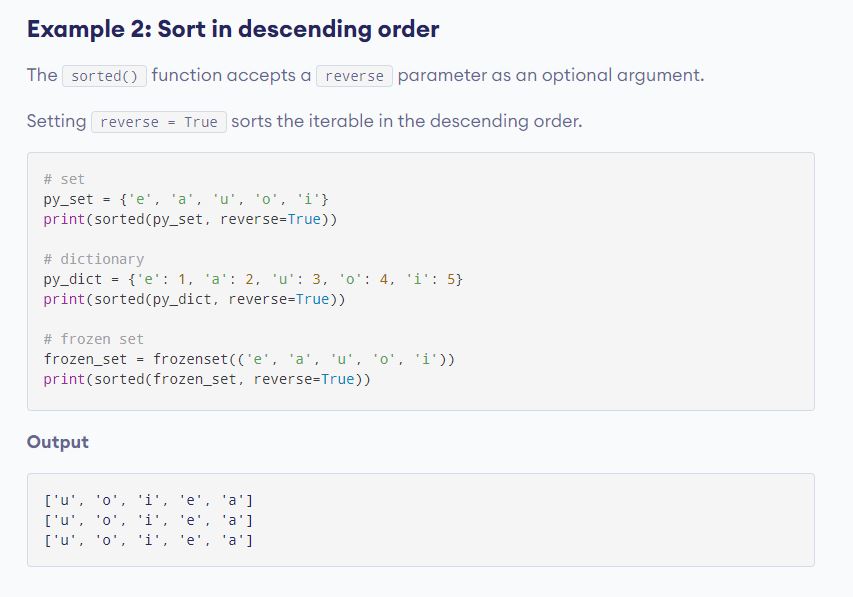 Example 2: Sort in descending order
The sorted() function accepts a reverse parameter as an optional argument.
Setting reverse = True sorts the iterable in the descending order.
# set
py_set = {'e', 'a', 'u', 'o', 'i'}
print(sorted(py_set, reverse=True))
# dictionary
py_dict = {'e': 1, 'a': 2, 'u': 3, 'o': 4, 'i': 5}
print(sorted(py_dict, reverse=True))
# frozen set
frozen_set = frozenset(('e', 'a', 'u', 'o', 'i'))
print(sorted(frozen_set, reverse=True))
Output
['u', 'o', 'i', 'e', 'a']
['u', 'o', 'i', 'e', 'a']
['u', 'o', 'i', 'e', 'a']